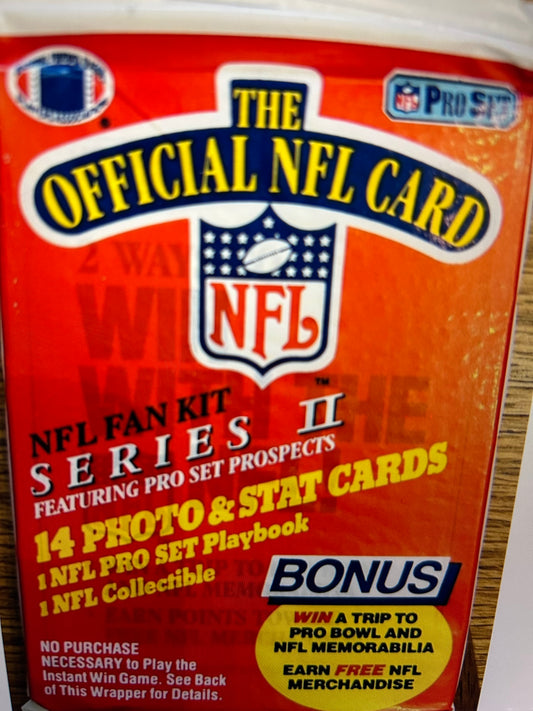 PRO SET
THE
OFFICIAL NFL CARD
NFL
NFL FAN KIT
SERIES II™
FEATURING PRO SET PROSPECTS
14 PHOTO & STAT CARDS
1 NFL PRO SET Playbook
1 NFL Collectible
BONUS
WIN A TRIP TO
PRO BOWL AND
NFL MEMORABILIA
EARN FREE NFL
MERCHANDISE
NO PURCHASE
NECESSARY to Play the
Instant Win Game. See Back
of This Wrapper for Details.